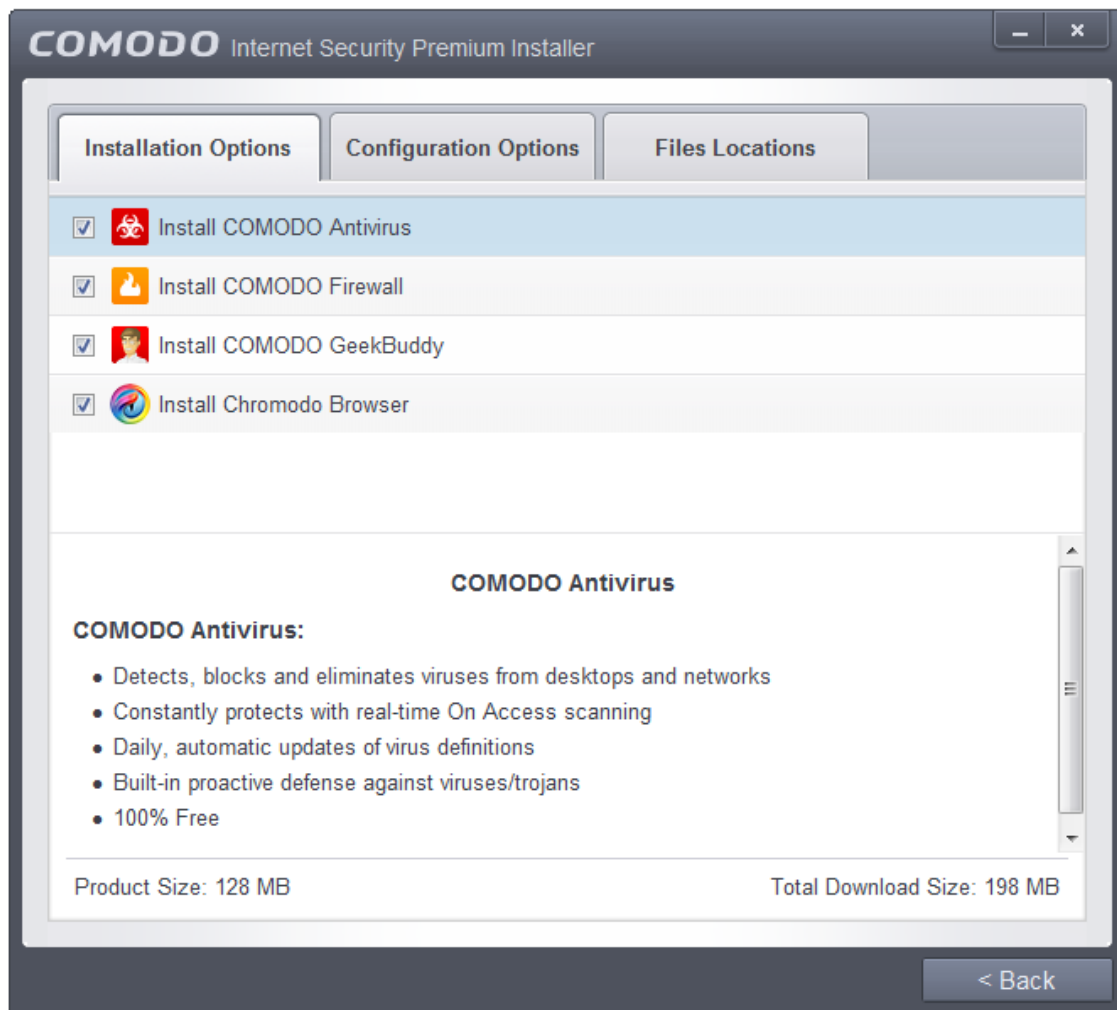 COMODO Internet Security Premium Installer
Installation Options
Configuration Options
Files Locations
Install COMODO Antivirus
Install COMODO Firewall
Install COMODO GeekBuddy
Install Chromodo Browser
COMODO Antivirus
COMODO Antivirus:
• Detects, blocks and eliminates viruses from desktops and networks
• Constantly protects with real-time On Access scanning
• Daily, automatic updates of virus definitions
• Built-in proactive defense against viruses/trojans
• 100% Free
Product Size: 128 MB
Total Download Size: 198 MB
< Back